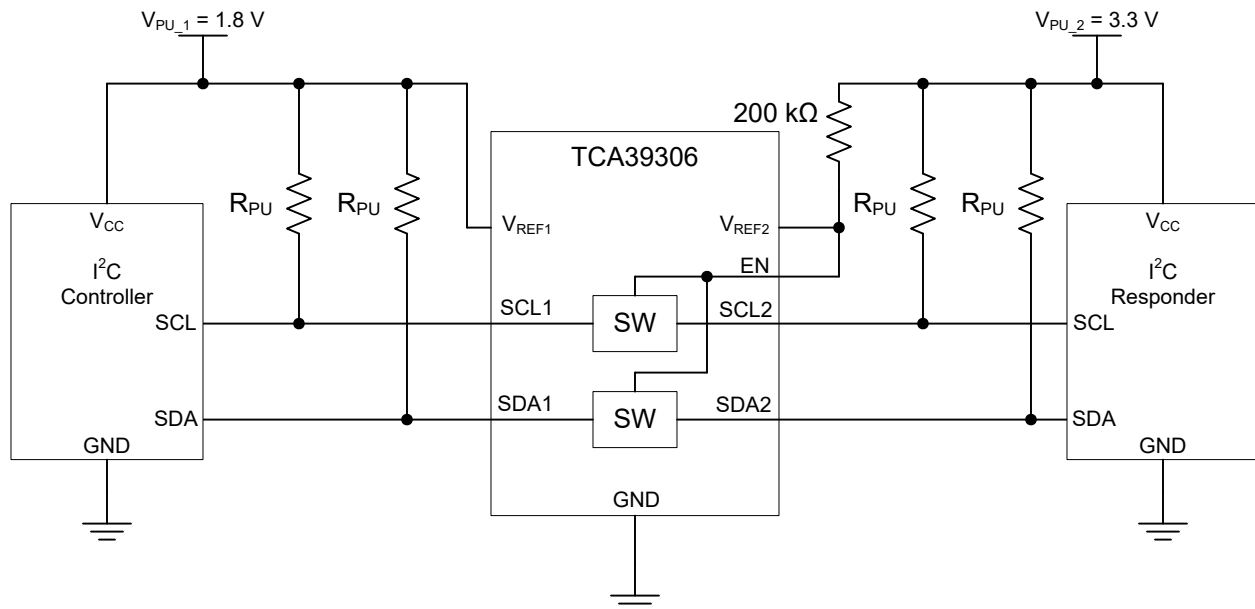 V_PU_1 = 1.8 V
V_PU_2 = 3.3 V
200 kΩ
TCA39306
R_PU
R_PU
R_PU
R_PU
V_CC
V_REF1
V_REF2
V_CC
I²C
Controller
EN
I²C
Responder
SCL
SCL1
SW
SCL2
SCL
SDA
SDA1
SW
SDA2
SDA
GND
GND
GND